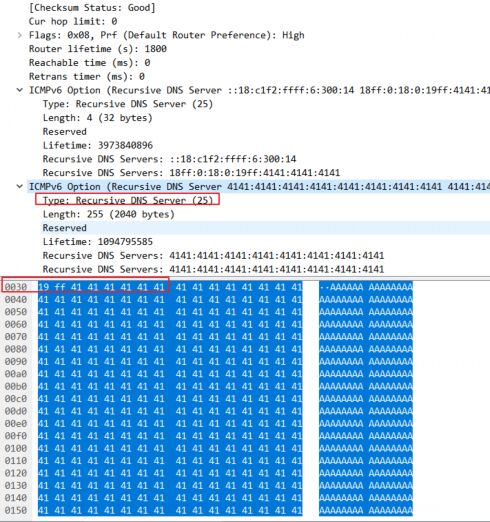 [Checksum Status: Good]
Cur hop limit: 0
Flags: 0x08, Prf (Default Router Preference): High
Router lifetime (s): 1800
Reachable time (ms): 0
Retrans timer (ms): 0
ICMPv6 Option (Recursive DNS Server ::18:c1f2:ffff:6:300:14 18ff:0:18:0:19ff:4141:41
Type: Recursive DNS Server (25)
Length: 4 (32 bytes)
Reserved
Lifetime: 3973840896
Recursive DNS Servers: ::18:c1f2:ffff:6:300:14
Recursive DNS Servers: 18ff:0:18:0:19ff:4141:4141:4141
ICMPv6 Option (Recursive DNS Server 4141:4141:4141:4141:4141:4141:4141:4141 4141:4
Type: Recursive DNS Server (25)
Length: 255 (2040 bytes)
Reserved
Lifetime: 1094795585
Recursive DNS Servers: 4141:4141:4141:4141:4141:4141:4141:4141
Recursive DNS Servers: 4141:4141:4141:4141:4141:4141:4141:4141
0030 19 ff 41 41 41 41 41 41 41 41 41 41 41 41 41 41 ··AAAAAA AAAAAAAA
0040 41 41 41 41 41 41 41 41 41 41 41 41 41 41 41 41 AAAAAAAA AAAAAAAA
0050 41 41 41 41 41 41 41 41 41 41 41 41 41 41 41 41 AAAAAAAA AAAAAAAA
0060 41 41 41 41 41 41 41 41 41 41 41 41 41 41 41 41 AAAAAAAA AAAAAAAA
0070 41 41 41 41 41 41 41 41 41 41 41 41 41 41 41 41 AAAAAAAA AAAAAAAA
0080 41 41 41 41 41 41 41 41 41 41 41 41 41 41 41 41 AAAAAAAA AAAAAAAA
0090 41 41 41 41 41 41 41 41 41 41 41 41 41 41 41 41 AAAAAAAA AAAAAAAA
00a0 41 41 41 41 41 41 41 41 41 41 41 41 41 41 41 41 AAAAAAAA AAAAAAAA
00b0 41 41 41 41 41 41 41 41 41 41 41 41 41 41 41 41 AAAAAAAA AAAAAAAA
00c0 41 41 41 41 41 41 41 41 41 41 41 41 41 41 41 41 AAAAAAAA AAAAAAAA
00d0 41 41 41 41 41 41 41 41 41 41 41 41 41 41 41 41 AAAAAAAA AAAAAAAA
00e0 41 41 41 41 41 41 41 41 41 41 41 41 41 41 41 41 AAAAAAAA AAAAAAAA
00f0 41 41 41 41 41 41 41 41 41 41 41 41 41 41 41 41 AAAAAAAA AAAAAAAA
0100 41 41 41 41 41 41 41 41 41 41 41 41 41 41 41 41 AAAAAAAA AAAAAAAA
0110 41 41 41 41 41 41 41 41 41 41 41 41 41 41 41 41 AAAAAAAA AAAAAAAA
0120 41 41 41 41 41 41 41 41 41 41 41 41 41 41 41 41 AAAAAAAA AAAAAAAA
0130 41 41 41 41 41 41 41 41 41 41 41 41 41 41 41 41 AAAAAAAA AAAAAAAA
0140 41 41 41 41 41 41 41 41 41 41 41 41 41 41 41 41 AAAAAAAA AAAAAAAA
0150 41 41 41 41 41 41 41 41 41 41 41 41 41 41 41 41 AAAAAAAA AAAAAAAA